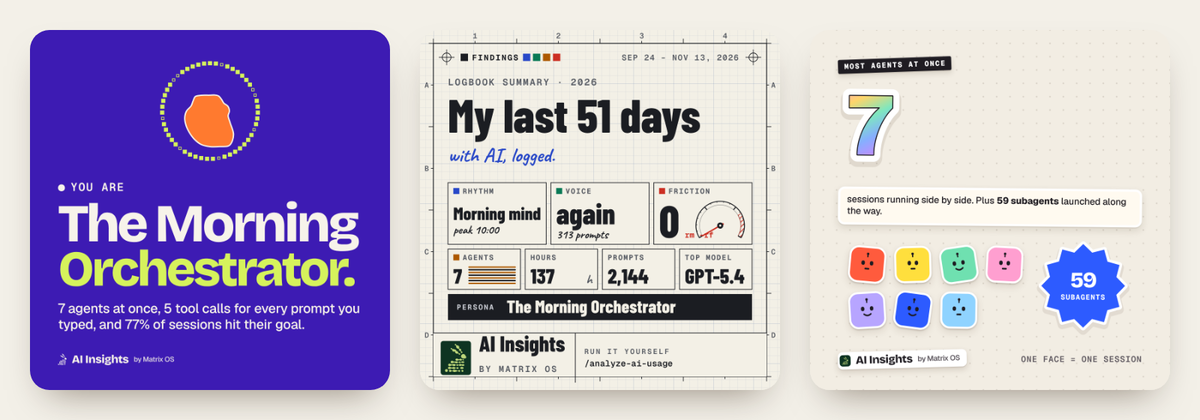 YOU ARE
The Morning
Orchestrator.
7 agents at once, 5 tool calls for every prompt you
typed, and 77% of sessions hit their goal.
AI Insights by Matrix OS
1 2 3 4
FINDINGS SEP 24 – NOV 13, 2026
A A
LOGBOOK SUMMARY · 2026
My last 51 days
with AI, logged.
B B
RHYTHM VOICE FRICTION
Morning mind again 0
peak 10:00 313 prompts
C C
AGENTS HOURS PROMPTS TOP MODEL
7 137 h 2,144 GPT-5.4
PERSONA The Morning Orchestrator
D D
AI Insights
BY MATRIX OS
RUN IT YOURSELF
/analyze-ai-usage
MOST AGENTS AT ONCE
7
sessions running side by side. Plus 59 subagents launched along
the way.
59
SUBAGENTS
AI Insights by Matrix OS
ONE FACE = ONE SESSION